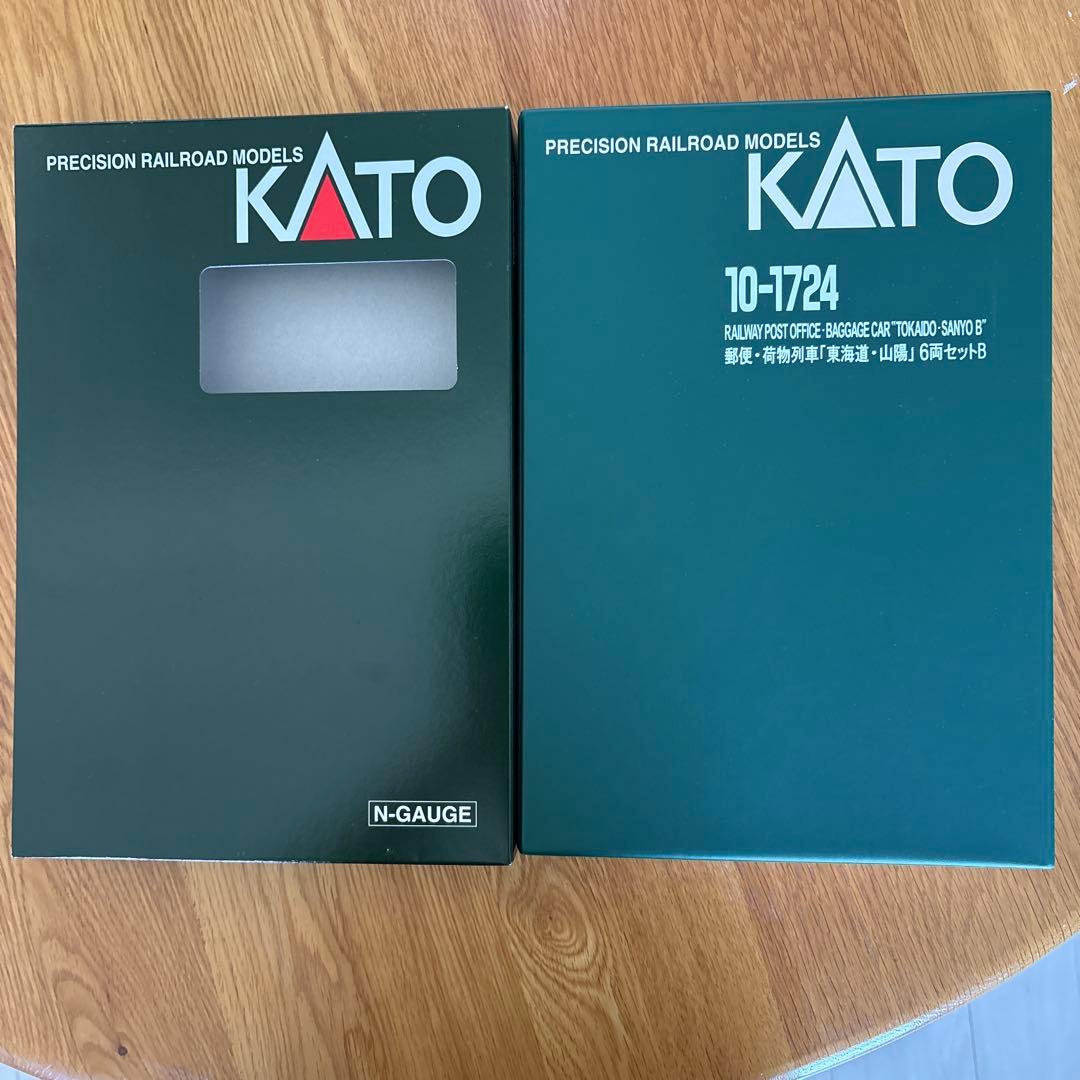 PRECISION RAILROAD MODELS
KATO
N-GAUGE
PRECISION RAILROAD MODELS
KATO
10-1724
RAILWAY POST OFFICE・BAGGAGE CAR "TOKAIDO・SANYO B"
郵便・荷物列車「東海道・山陽」6両セットB